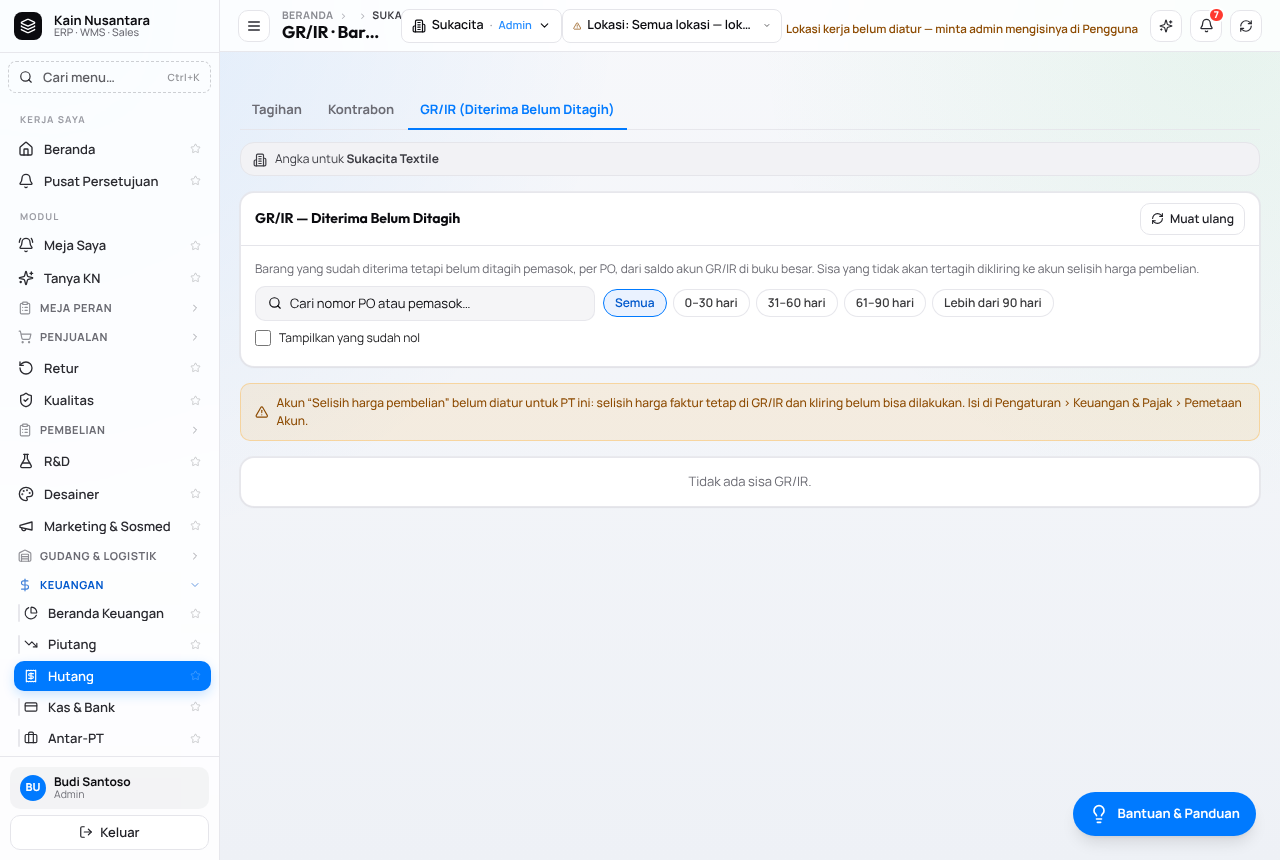 Kain Nusantara
ERP · WMS · Sales
Cari menu... Ctrl+K
KERJA SAYA
Beranda
Pusat Persetujuan
MODUL
Meja Saya
Tanya KN
MEJA PERAN
PENJUALAN
Retur
Kualitas
PEMBELIAN
R&D
Desainer
Marketing & Sosmed
GUDANG & LOGISTIK
KEUANGAN
Beranda Keuangan
Piutang
Hutang
Kas & Bank
Antar-PT
BU
Budi Santoso
Admin
Keluar
BERANDA > > SUKA
GR/IR · Bar...
Sukacita · Admin
Lokasi: Semua lokasi — lok...
Lokasi kerja belum diatur — minta admin mengisinya di Pengguna
7
Tagihan Kontrabon GR/IR (Diterima Belum Ditagih)
Angka untuk Sukacita Textile
GR/IR — Diterima Belum Ditagih
Muat ulang
Barang yang sudah diterima tetapi belum ditagih pemasok, per PO, dari saldo akun GR/IR di buku besar. Sisa yang tidak akan tertagih dikliring ke akun selisih harga pembelian.
Cari nomor PO atau pemasok...
Semua 0–30 hari 31–60 hari 61–90 hari Lebih dari 90 hari
Tampilkan yang sudah nol
Akun “Selisih harga pembelian” belum diatur untuk PT ini: selisih harga faktur tetap di GR/IR dan kliring belum bisa dilakukan. Isi di Pengaturan > Keuangan & Pajak > Pemetaan
Akun.
Tidak ada sisa GR/IR.
Bantuan & Panduan